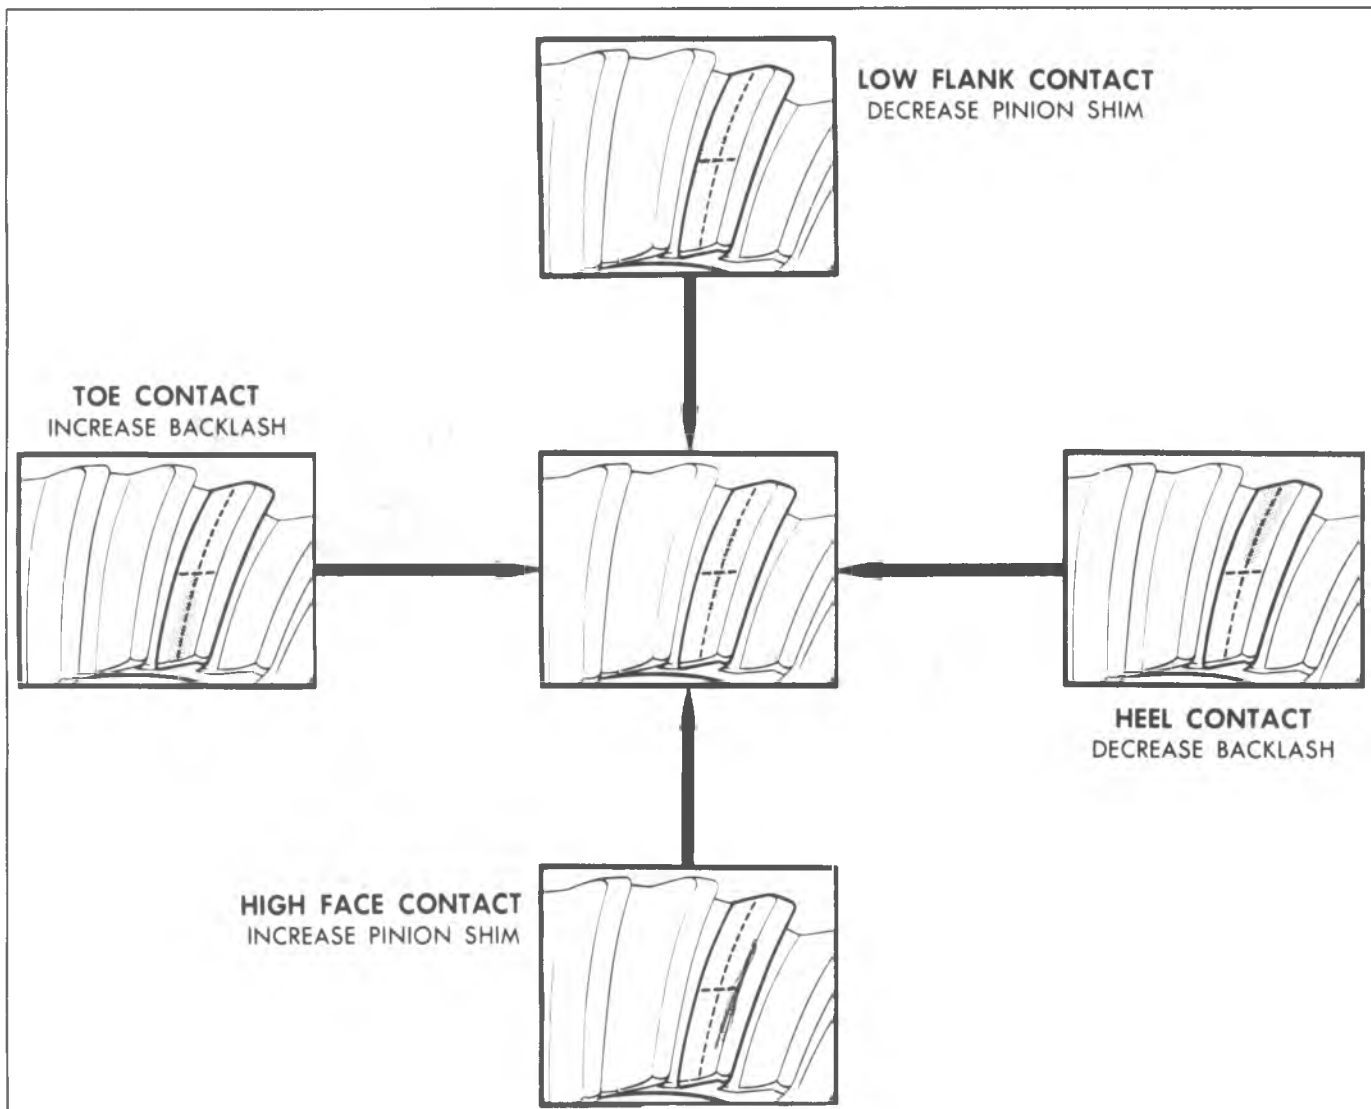 LOW FLANK CONTACT
DECREASE PINION SHIM
TOE CONTACT
INCREASE BACKLASH
HEEL CONTACT
DECREASE BACKLASH
HIGH FACE CONTACT
INCREASE PINION SHIM